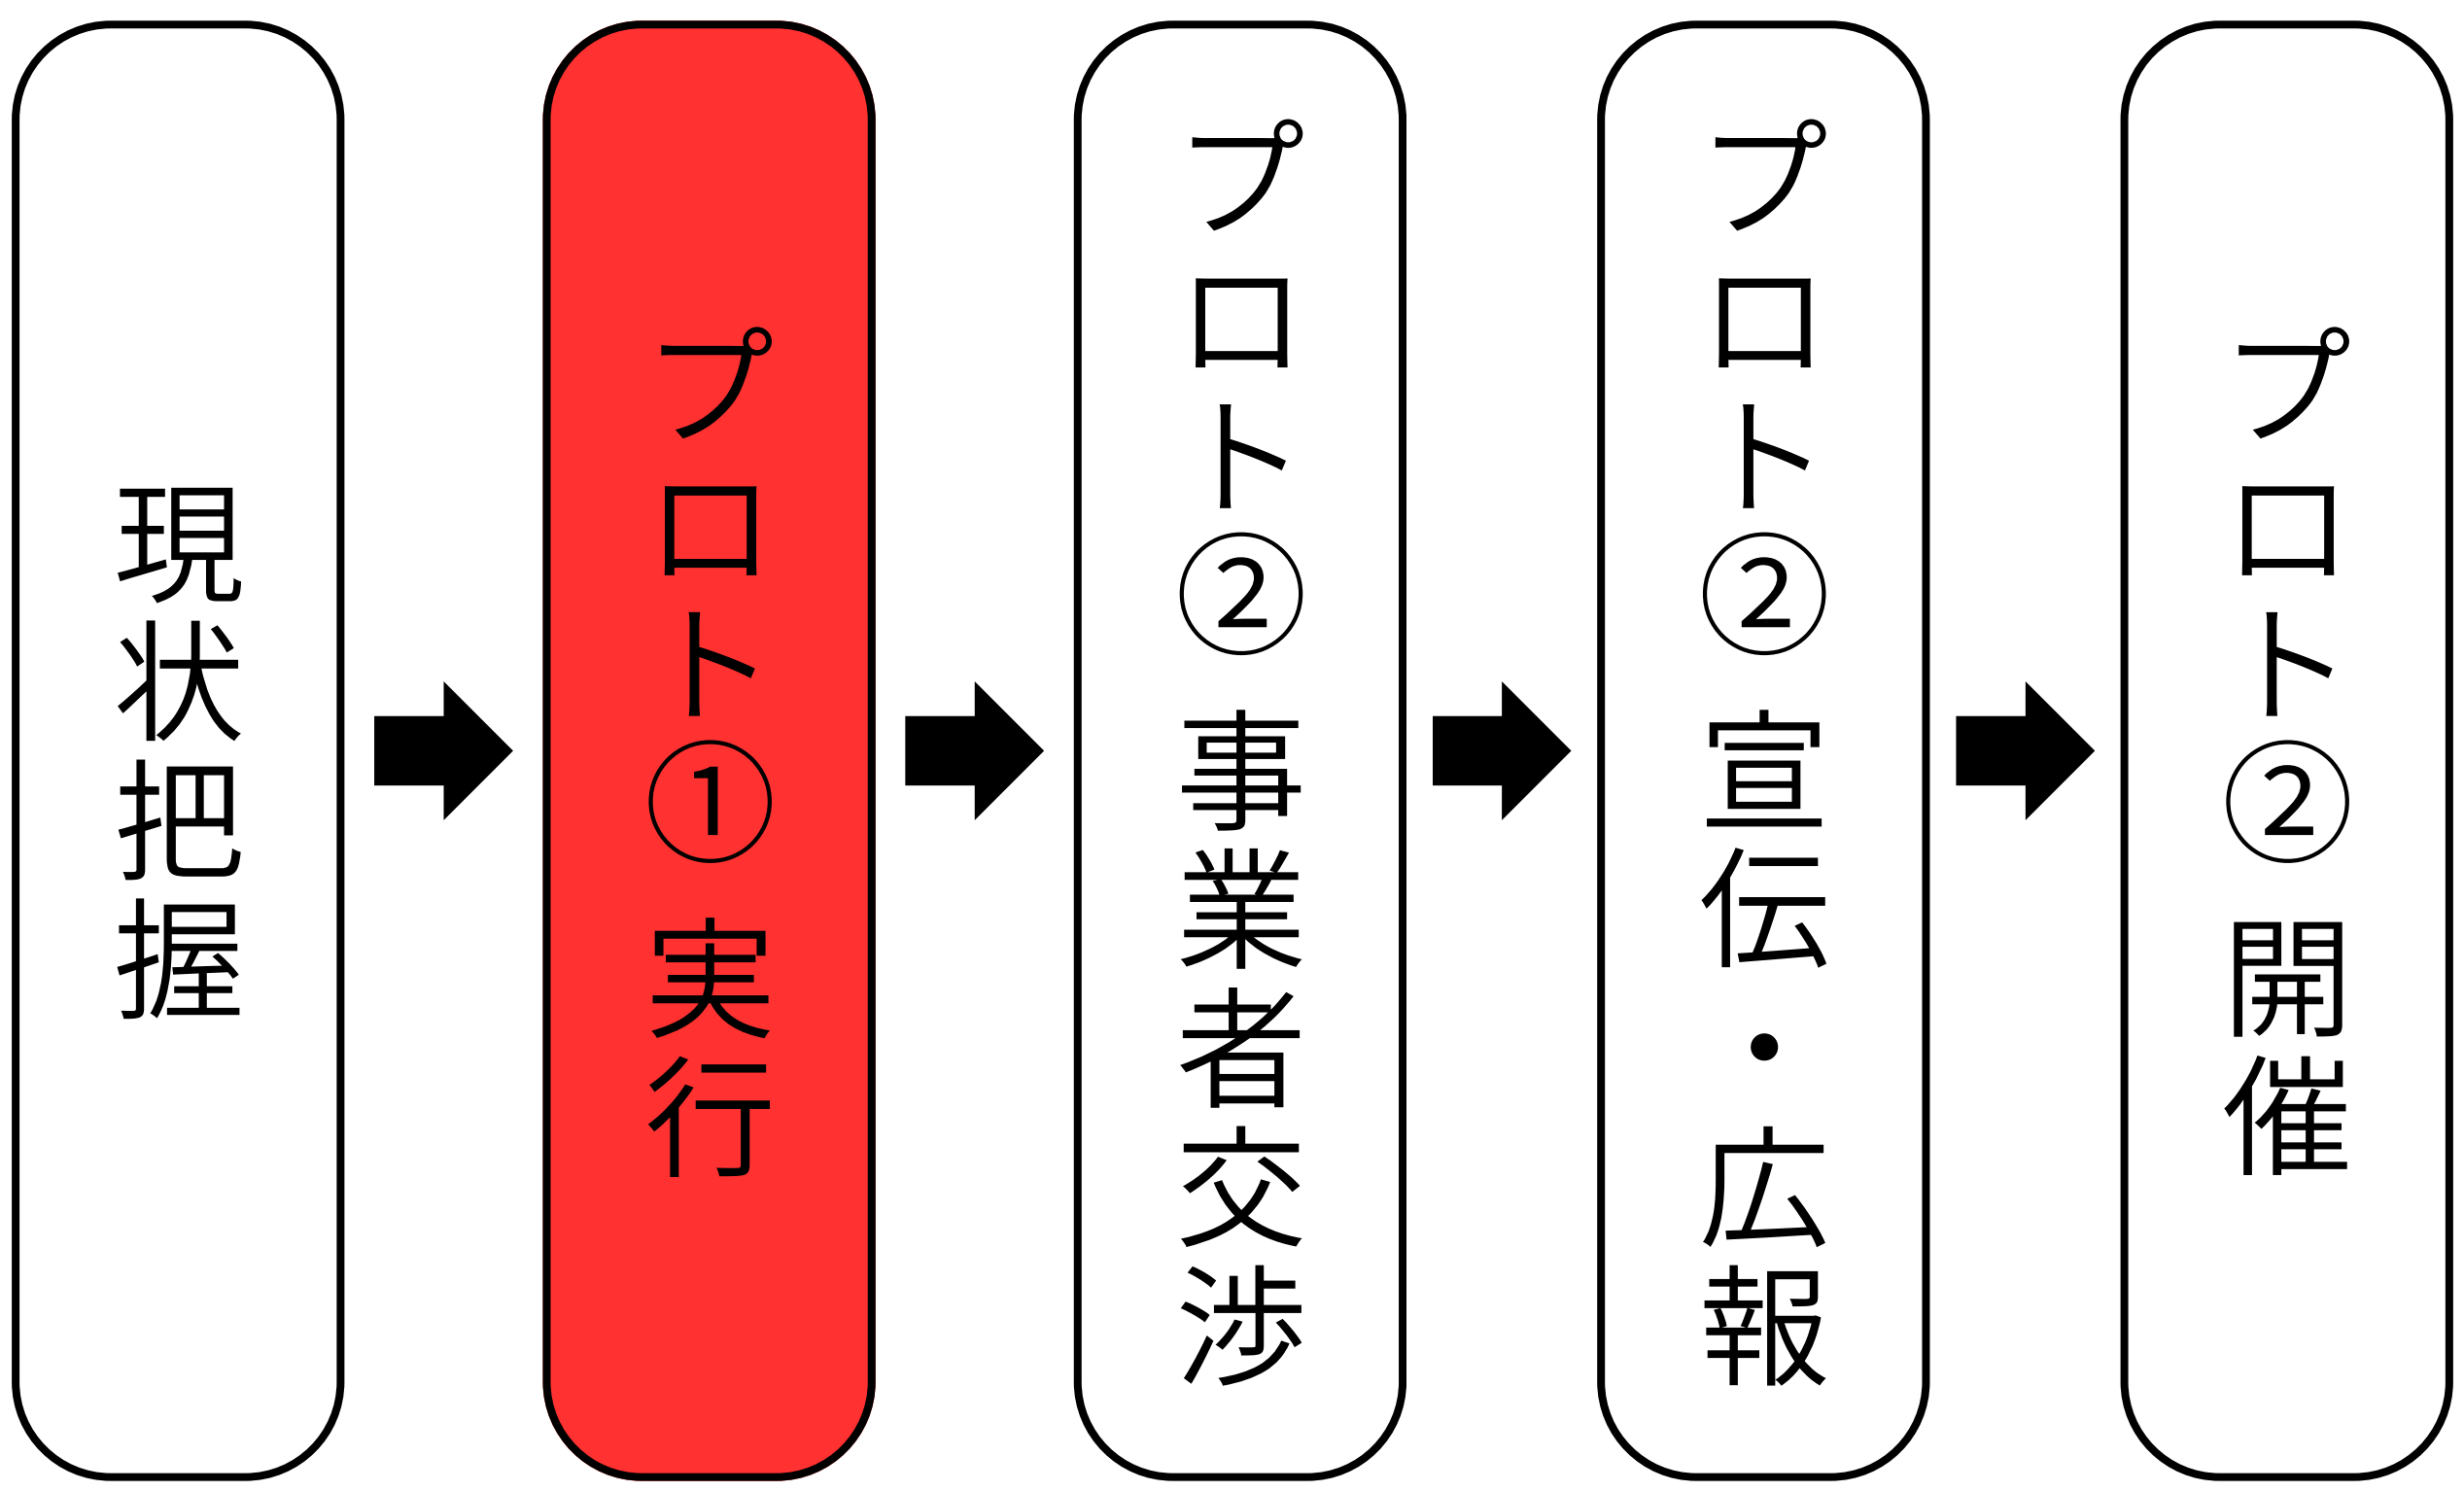 現状把握
プロト①実行
プロト②事業者交渉
プロト②宣伝・広報
プロト②開催